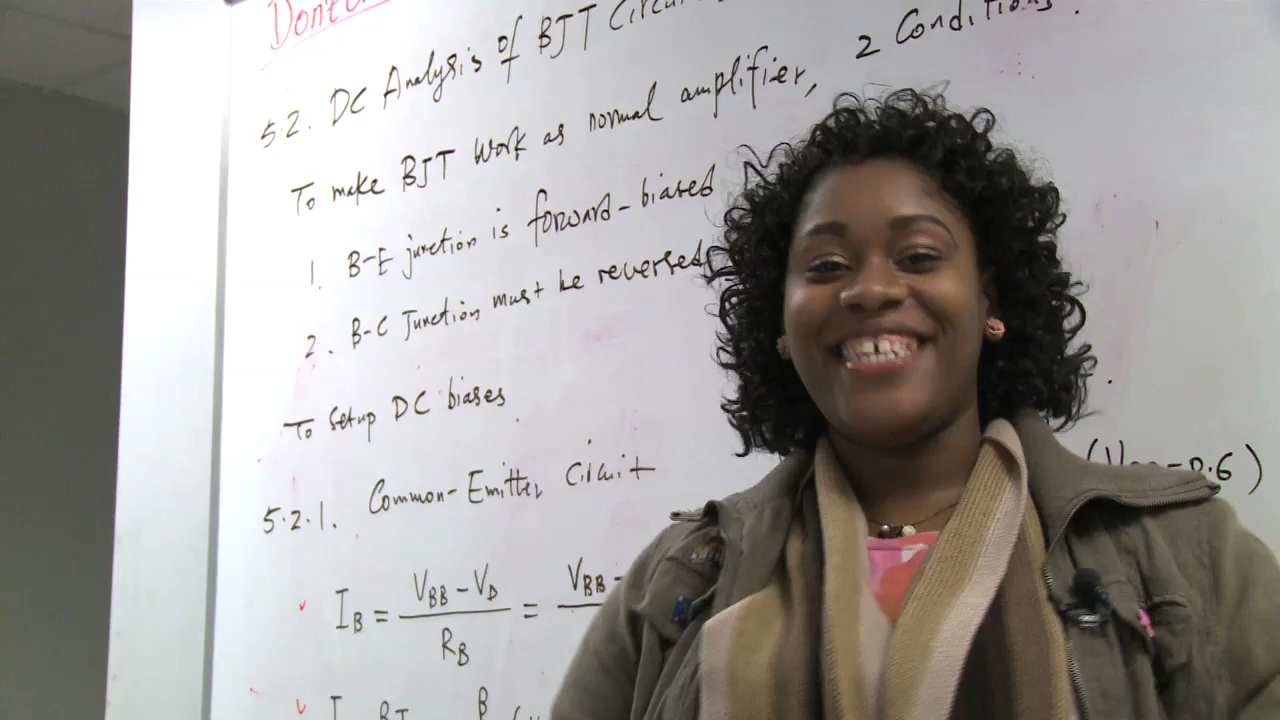 5.2. DC Analysis of BJT
To make BJT work as normal amplifier, 2 Conditions.
1. B-E junction is forward-biased
2. B-C Junction must be reversed
To Setup DC biases
5.2.1. Common-Emitter Circuit
I_B = V_BB - V_D / R_B = V_BB -